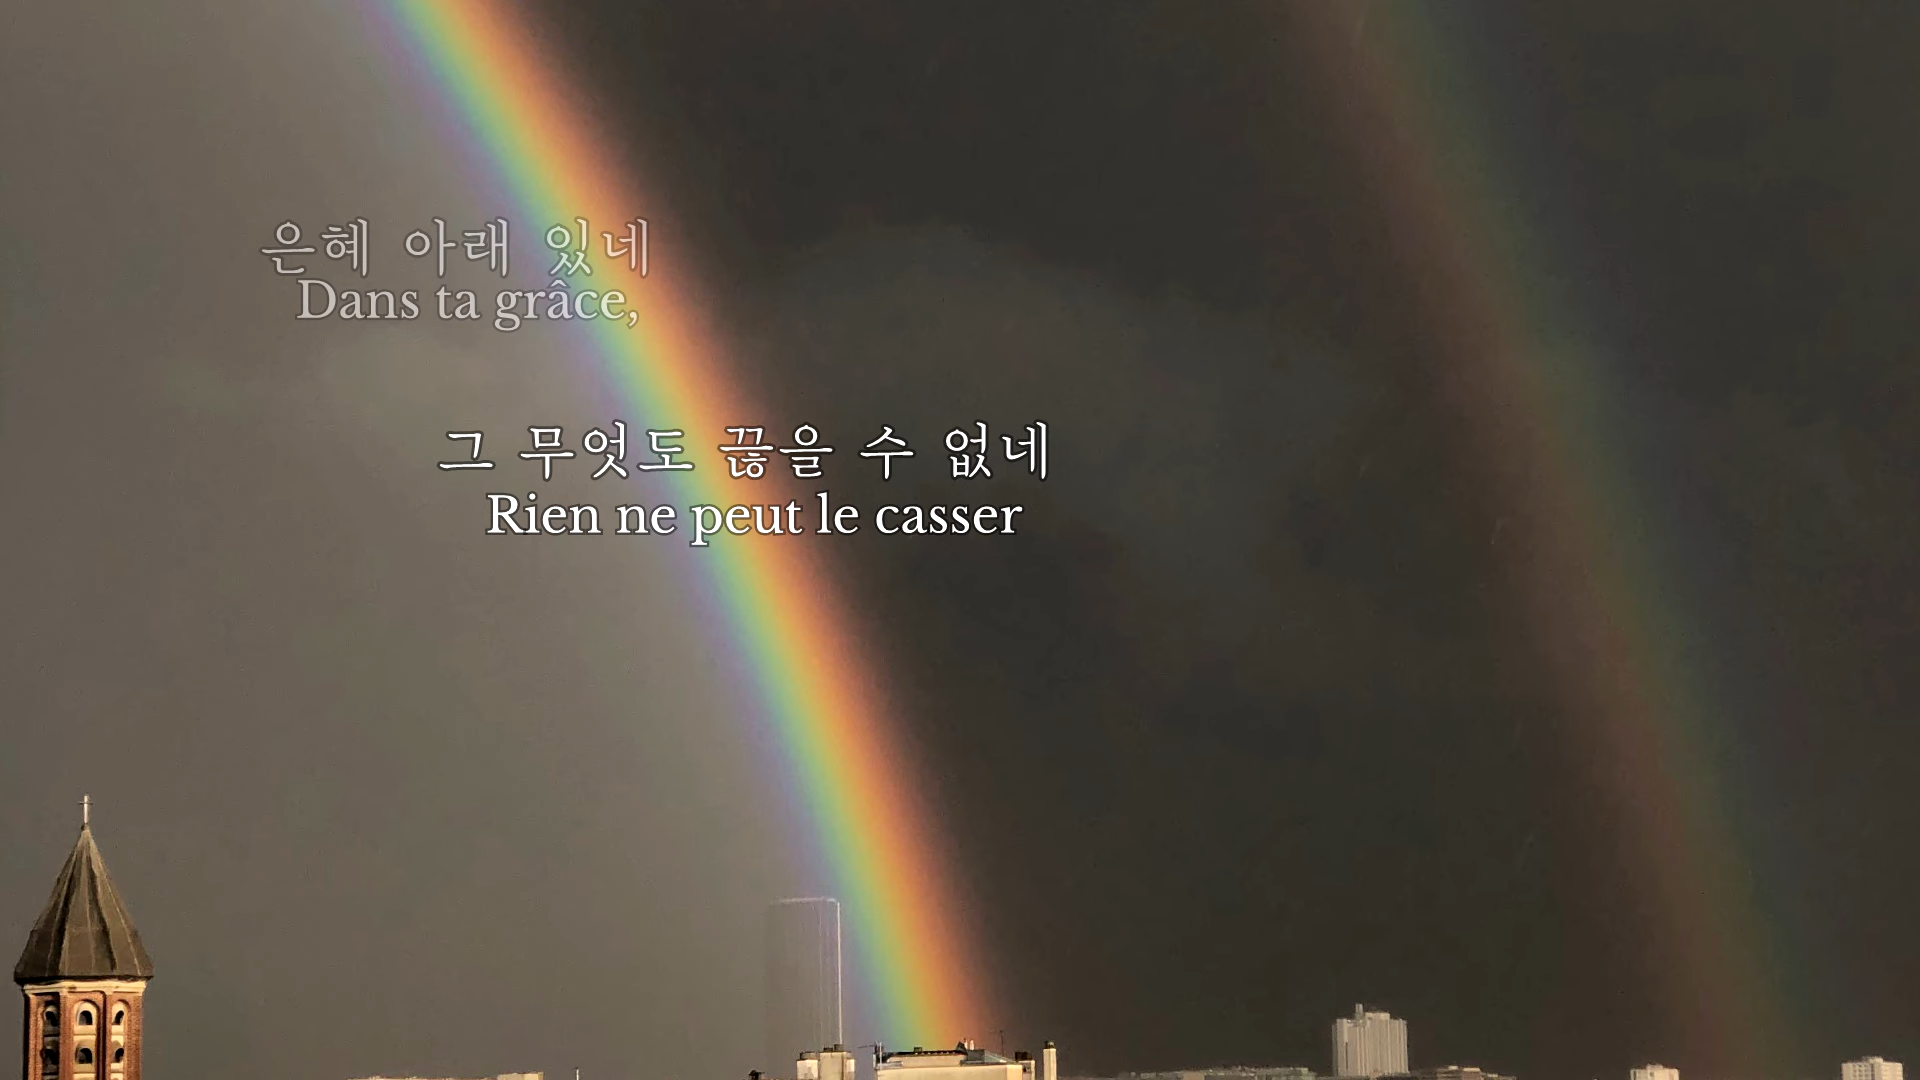 은혜 아래 있네
Dans ta grâce,
그 무엇도 끊을 수 없네
Rien ne peut le casser